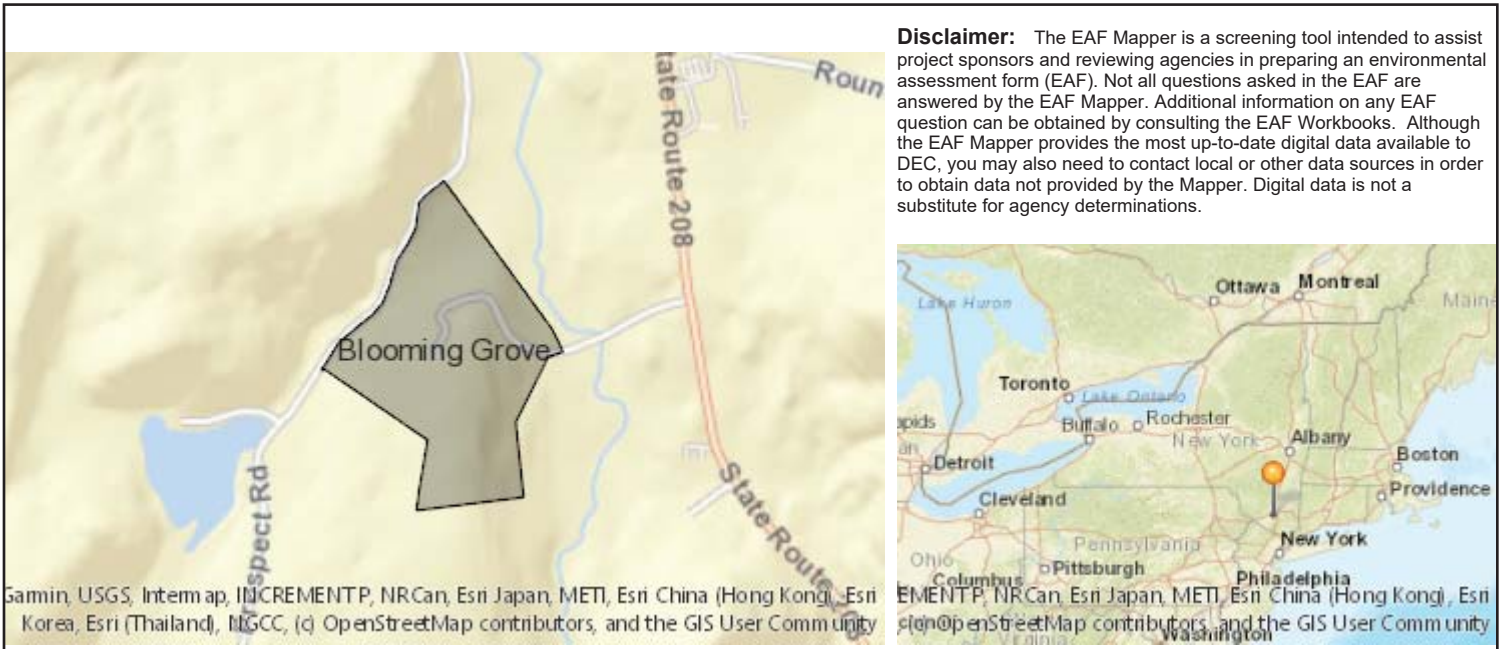 Disclaimer: The EAF Mapper is a screening tool intended to assist
project sponsors and reviewing agencies in preparing an environmental
assessment form (EAF). Not all questions asked in the EAF are
answered by the EAF Mapper. Additional information on any EAF
question can be obtained by consulting the EAF Workbooks. Although
the EAF Mapper provides the most up-to-date digital data available to
DEC, you may also need to contact local or other data sources in order
to obtain data not provided by the Mapper. Digital data is not a
substitute for agency determinations.
Roun
tate Route 208
Blooming Grove
State Route
rospect Rd
Garmin, USGS, Intermap, INCREMENT P, NRCan, Esri Japan, METI, Esri China (Hong Kong), Esri
Korea, Esri (Thailand), NGCC, (c) OpenStreetMap contributors, and the GIS User Community
Ottawa
Montreal
Maine
Lake Huron
Toronto
Lake Ontario
apids
Buffalo
Rochester
New York
Albany
Boston
Detroit
Providence
Cleveland
New York
Pennsylvania
Ohio
Pittsburgh
Columbus
Philadelphia
EMENT P, NRCan, Esri Japan, METI, Esri China (Hong Kong), Esri
(c) OpenStreetMap contributors, and the GIS User Community
Virginia
Washington